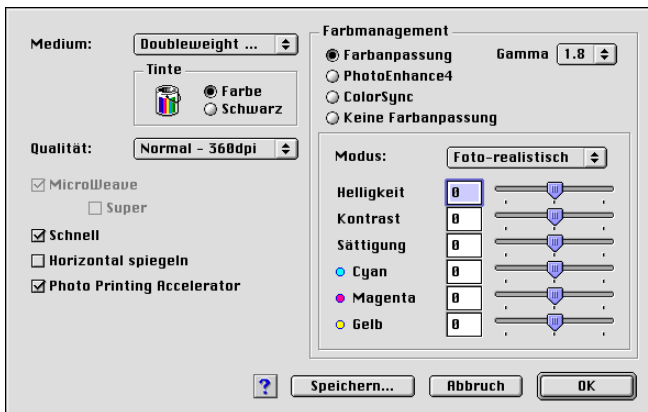 Medium: Doubleweight ...
Tinte
Farbe
Schwarz
Qualität: Normal - 360dpi
MicroWeave
Super
Schnell
Horizontal spiegeln
Photo Printing Accelerator
Farbmanagement
Farbanpassung Gamma 1.8
PhotoEnhance4
ColorSync
Keine Farbanpassung
Modus: Foto-realistisch
Helligkeit 0
Kontrast 0
Sättigung 0
Cyan 0
Magenta 0
Gelb 0
? Speichern... Abbruch OK